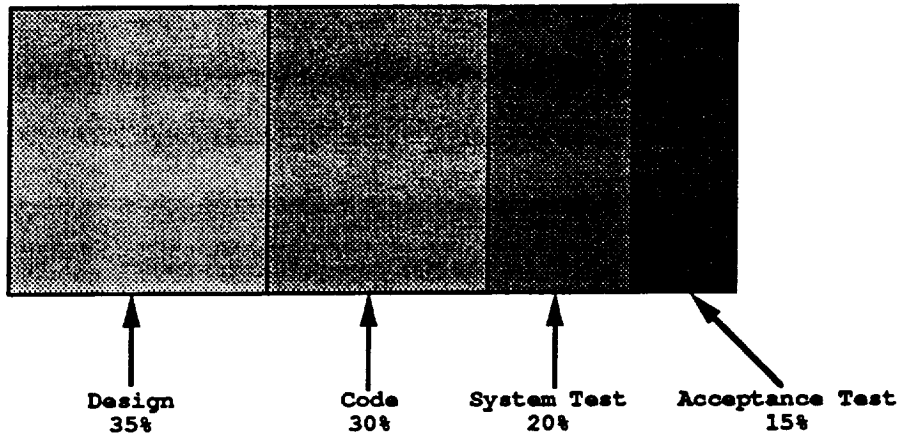 Design
35%
Code
30%
System Test
20%
Acceptance Test
15%